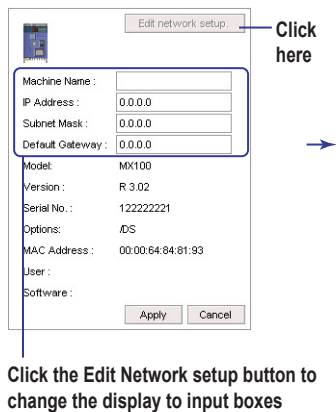 Edit network setup.
Click
here
Machine Name :
IP Address : 0.0.0.0
Subnet Mask : 0.0.0.0
Default Gateway : 0.0.0.0
Model: MX100
Version : R 3.02
Serial No. : 122222221
Options: /DS
MAC Address : 00:00:64:84:81:93
User :
Software :
Apply Cancel
Click the Edit Network setup button to
change the display to input boxes